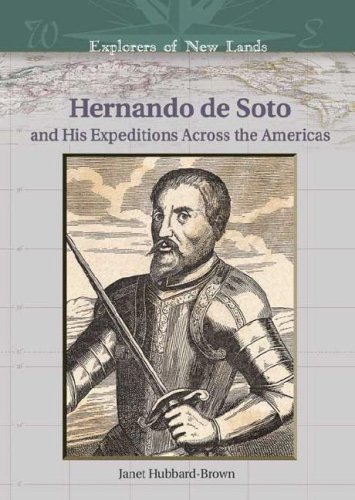 W E
Explorers of New Lands
Hernando de Soto
and His Expeditions Across the Americas
Janet Hubbard-Brown